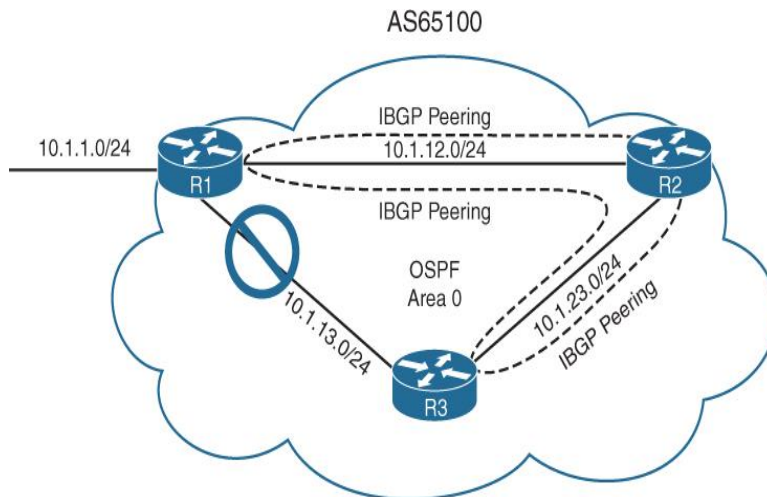 AS65100
IBGP Peering
10.1.1.0/24
10.1.12.0/24
R1
R2
IBGP Peering
OSPF
Area 0
10.1.23.0/24
IBGP Peering
10.1.13.0/24
R3